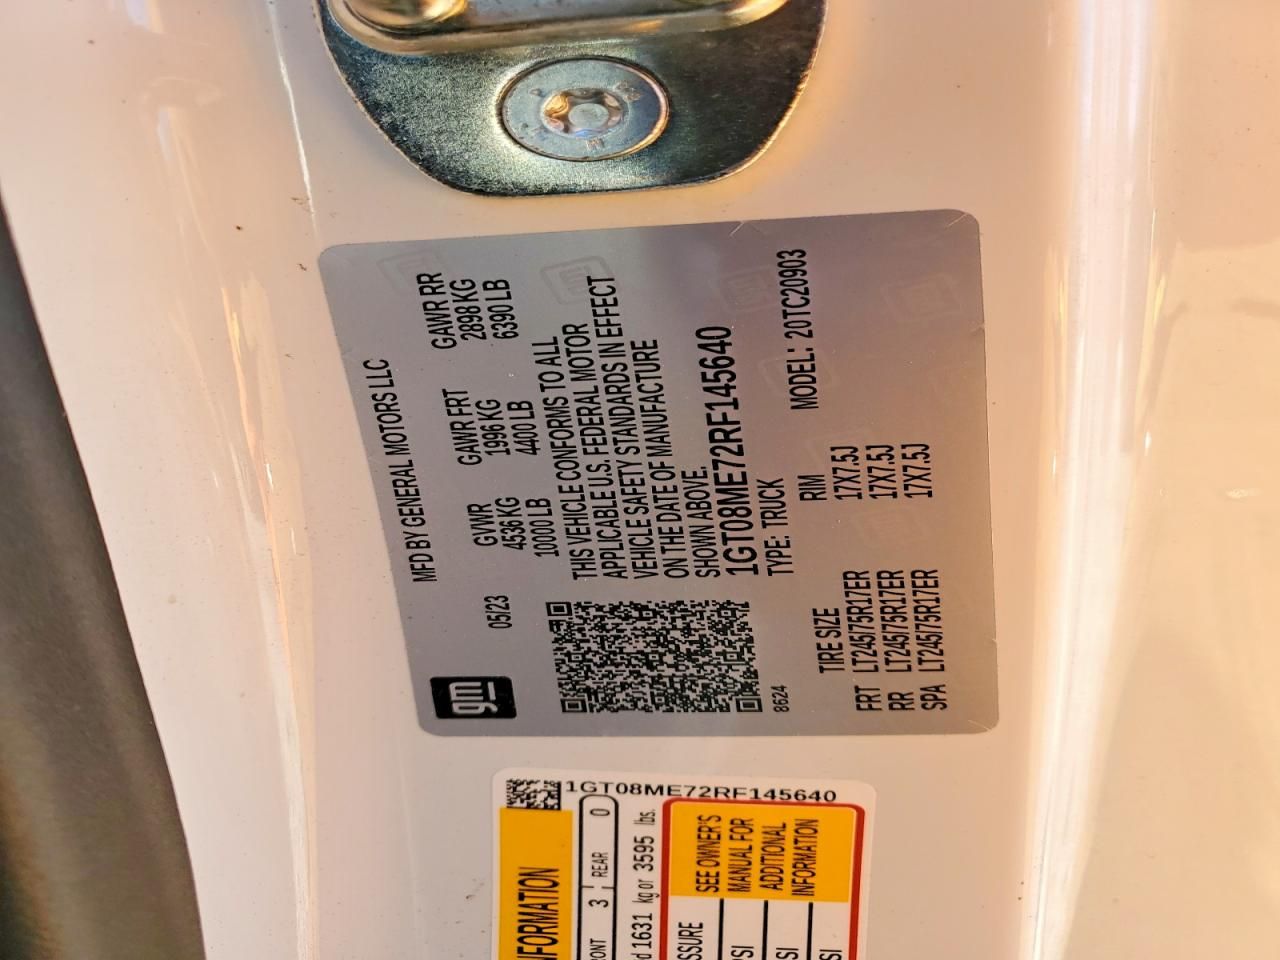 gm
MFD BY GENERAL MOTORS LLC
05/23
GVWR GAWR FRT GAWR RR
4536 KG 1996 KG 2898 KG
10000 LB 4400 LB 6390 LB
THIS VEHICLE CONFORMS TO ALL
APPLICABLE U.S. FEDERAL MOTOR
VEHICLE SAFETY STANDARDS IN EFFECT
ON THE DATE OF MANUFACTURE
SHOWN ABOVE.
1GT08ME72RF145640
TYPE: TRUCK MODEL: 20TC20903
8624
TIRE SIZE RIM
FRT LT245/75R17ER 17X7.5J
RR LT245/75R17ER 17X7.5J
SPA LT245/75R17ER 17X7.5J
1GT08ME72RF145640
3 REAR 0
1631 kg or 3595 lbs.
SEE OWNER'S
MANUAL FOR
ADDITIONAL
INFORMATION